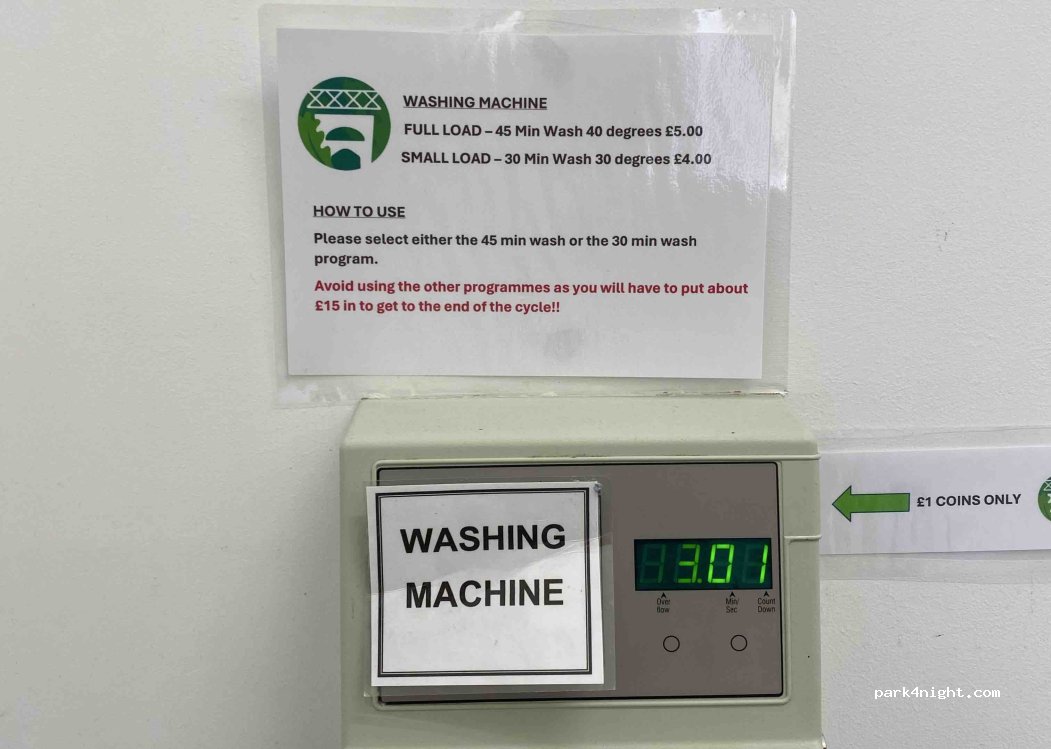 WASHING MACHINE
FULL LOAD – 45 Min Wash 40 degrees £5.00
SMALL LOAD – 30 Min Wash 30 degrees £4.00
HOW TO USE
Please select either the 45 min wash or the 30 min wash
program.
Avoid using the other programmes as you will have to put about
£15 in to get to the end of the cycle!!
£1 COINS ONLY
WASHING
MACHINE
3.01
Over
flow
Min/
Sec
Count
Down
park4night.com